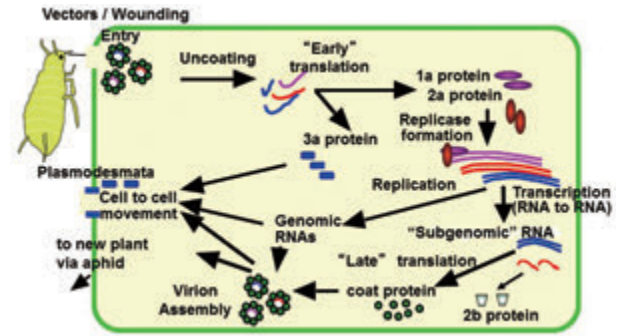 Vectors / Wounding
Entry
Uncoating
"Early"
translation
1a protein
2a protein
Replicase
formation
3a protein
Plasmodesmata
Cell to cell
movement
Replication
Transcription
(RNA to RNA)
Genomic
RNAs
"Subgenomic" RNA
to new plant
via aphid
"Late" translation
Virion
Assembly
coat protein
2b protein